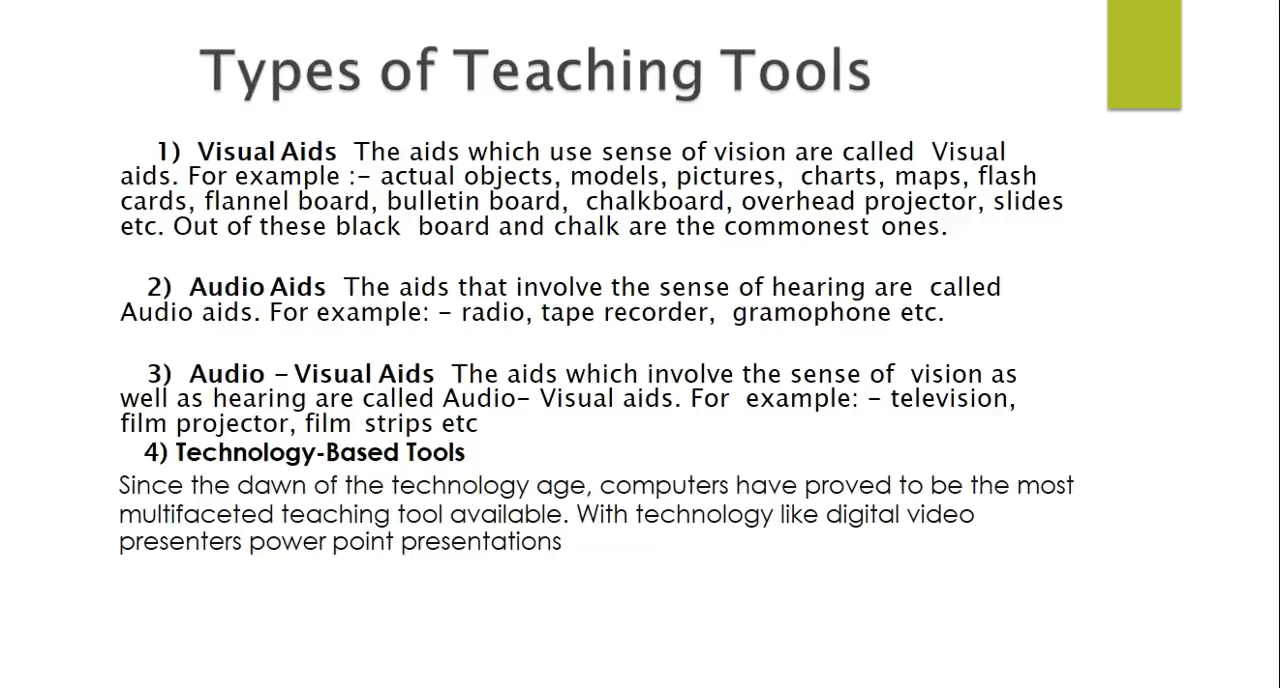 Types of Teaching Tools
1) Visual Aids The aids which use sense of vision are called Visual
aids. For example :- actual objects, models, pictures, charts, maps, flash
cards, flannel board, bulletin board, chalkboard, overhead projector, slides
etc. Out of these black board and chalk are the commonest ones.
2) Audio Aids The aids that involve the sense of hearing are called
Audio aids. For example: - radio, tape recorder, gramophone etc.
3) Audio – Visual Aids The aids which involve the sense of vision as
well as hearing are called Audio- Visual aids. For example: - television,
film projector, film strips etc
4) Technology-Based Tools
Since the dawn of the technology age, computers have proved to be the most
multifaceted teaching tool available. With technology like digital video
presenters power point presentations